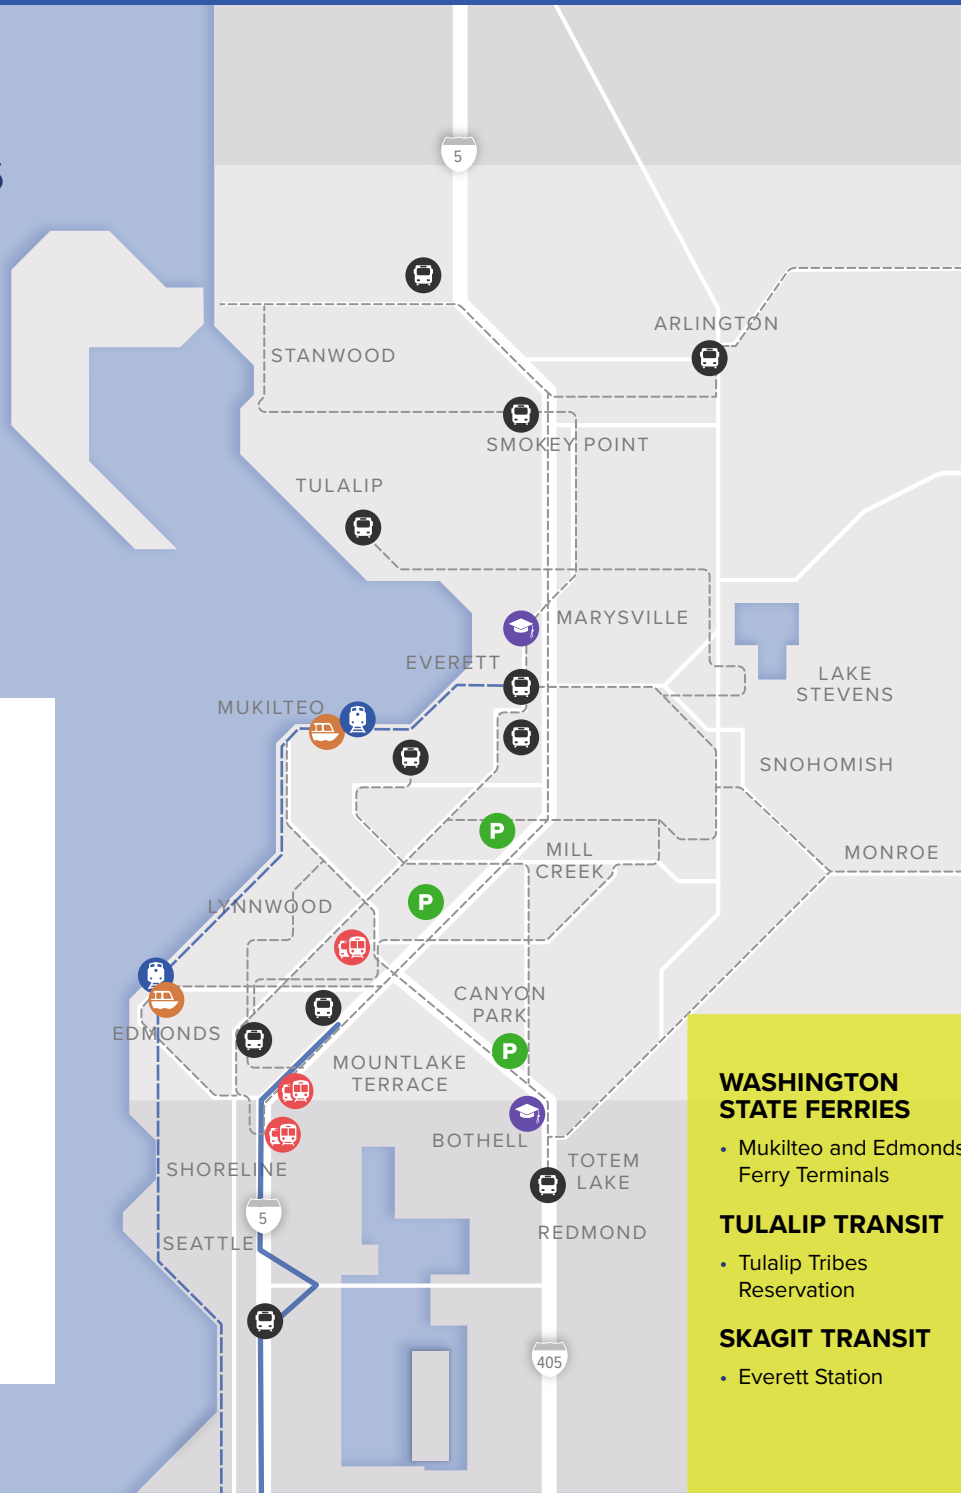 S
5
ARLINGTON
STANWOOD
SMOKEY POINT
TULALIP
MARYSVILLE
EVERETT
LAKE
STEVENS
MUKILTEO
SNOHOMISH
P
MILL
CREEK
MONROE
P
LYNNWOOD
CANYON
PARK
EDMONDS
P
MOUNTLAKE
TERRACE
BOTHELL
TOTEM
LAKE
SHORELINE
5
SEATTLE
REDMOND
405
WASHINGTON
STATE FERRIES
• Mukilteo and Edmonds
Ferry Terminals
TULALIP TRANSIT
• Tulalip Tribes
Reservation
SKAGIT TRANSIT
• Everett Station